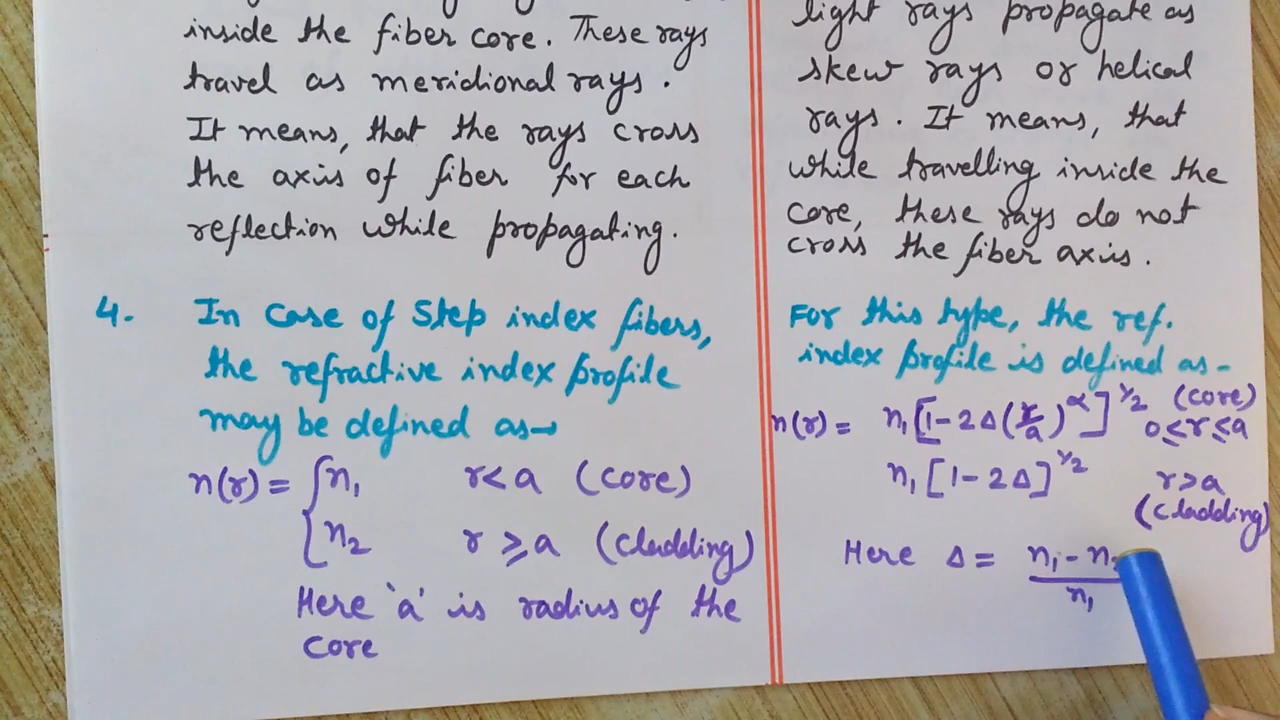 inside the fiber core. These rays
travel as meridional rays.
It means, that the rays cross
the axis of fiber for each
reflection while propagating.
4. In case of Step index fibers,
the refractive index profile
may be defined as→
n(r) = { n₁ r < a (core)
n₂ r ⩾ a (cladding)
Here 'a' is radius of the
core
light rays propagate as
skew rays or helical
rays. It means, that
while travelling inside the
core, these rays do not
cross the fiber axis.
For this type, the ref.
index profile is defined as-
n(r) = n₁[1-2Δ(r/a)^α]^1/2 (core)
0≤r≤a
n₁[1-2Δ]^1/2 r>a
(cladding)
Here Δ = n₁ - n₂ / n₁